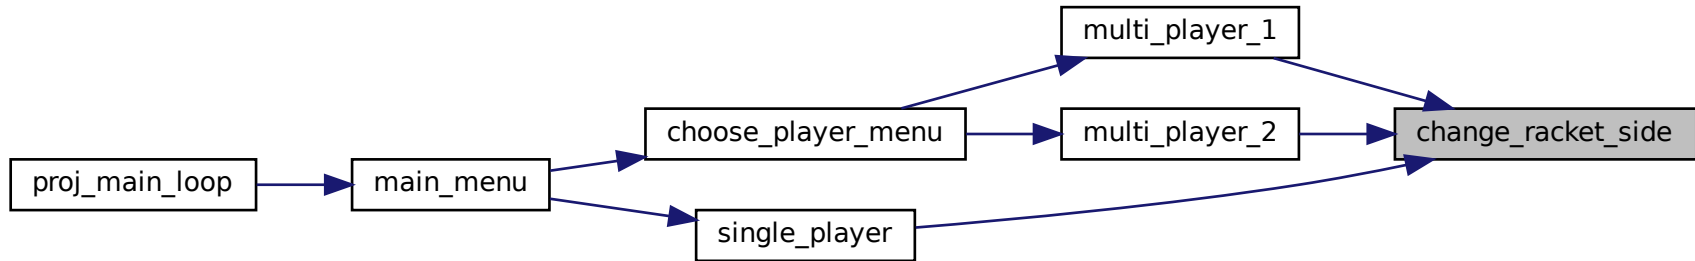 proj_main_loop
main_menu
choose_player_menu
single_player
multi_player_1
multi_player_2
change_racket_side